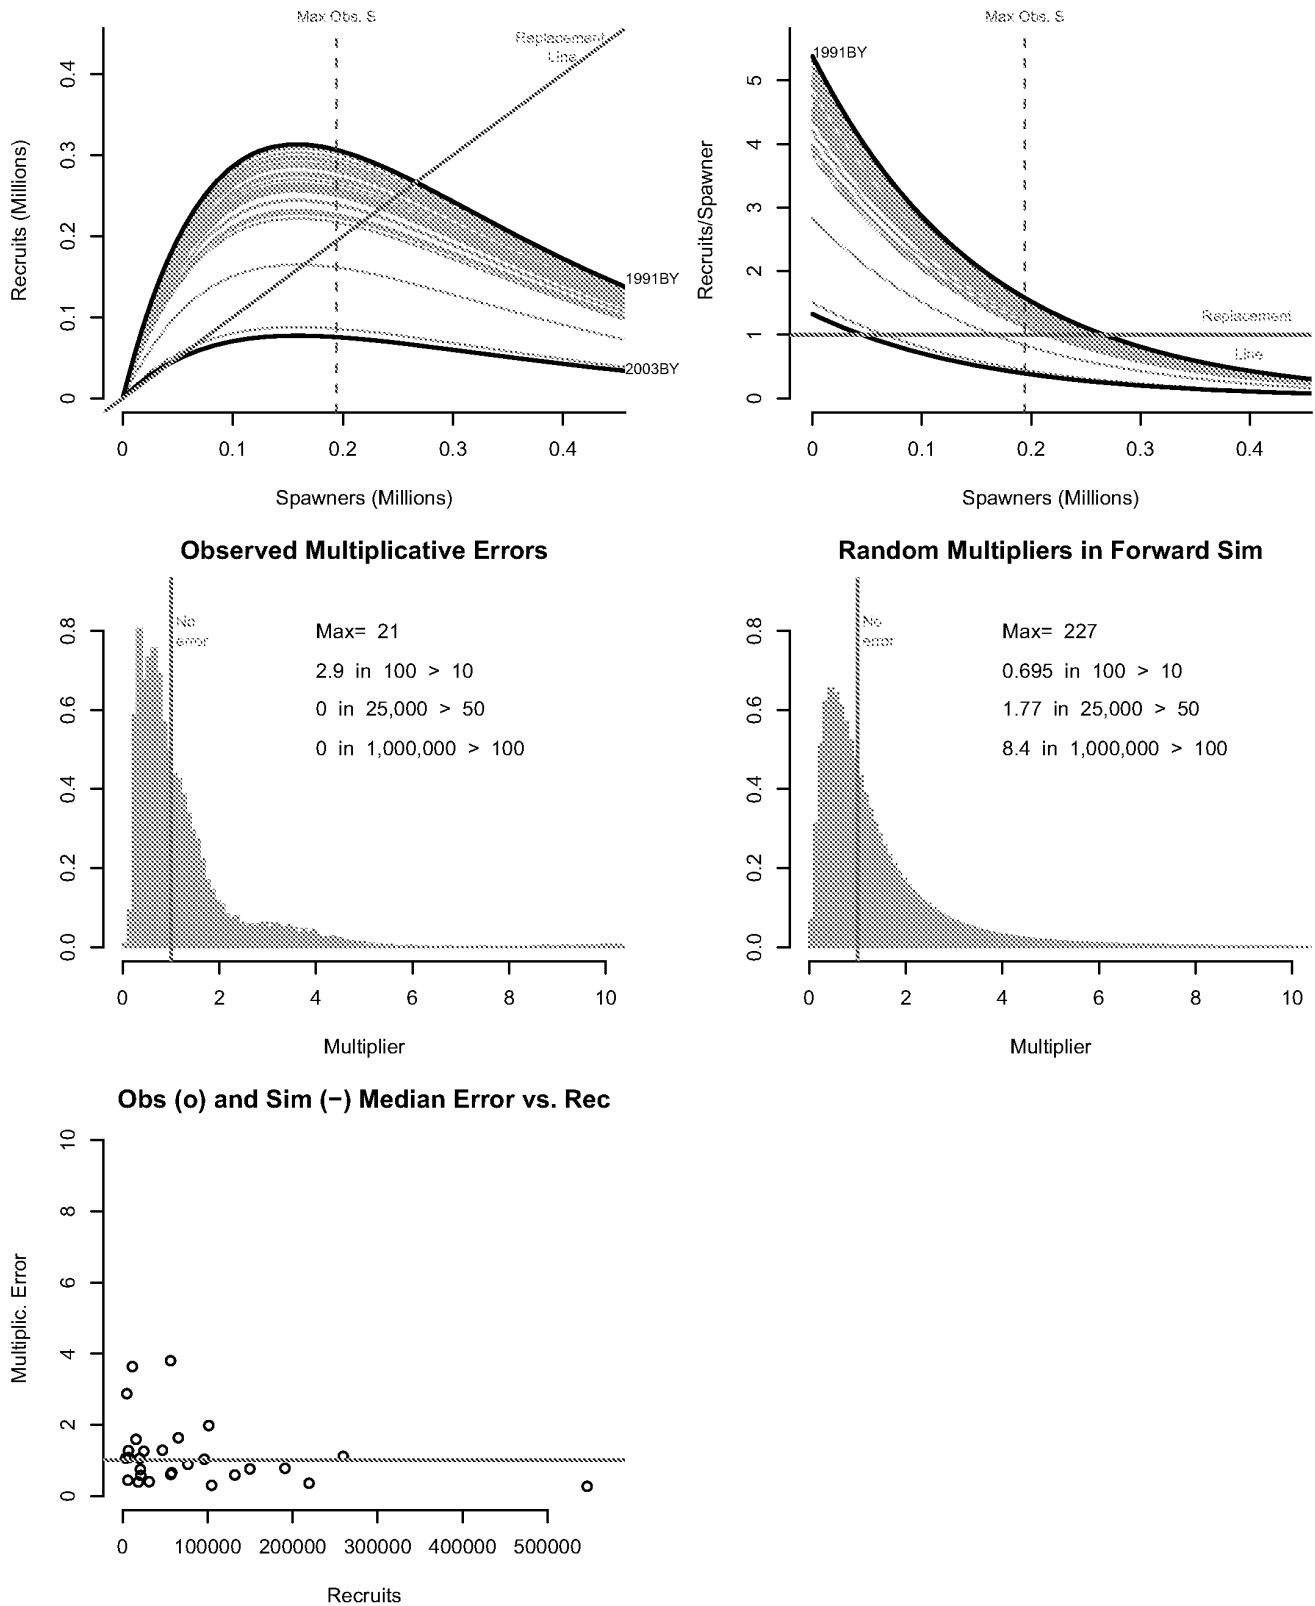 Max Obs. S
Replacement
Line
0.4
0.3
0.2
0.1
0
Recruits (Millions)
1991BY
2003BY
0 0.1 0.2 0.3 0.4
Spawners (Millions)
Max Obs. S
1991BY
5
4
3
2
1
0
Recruits/Spawner
Replacement
Line
0 0.1 0.2 0.3 0.4
Spawners (Millions)
Observed Multiplicative Errors
No
error
Max= 21
2.9 in 100 > 10
0 in 25,000 > 50
0 in 1,000,000 > 100
0.8
0.6
0.4
0.2
0.0
0 2 4 6 8 10
Multiplier
Random Multipliers in Forward Sim
No
error
Max= 227
0.695 in 100 > 10
1.77 in 25,000 > 50
8.4 in 1,000,000 > 100
0.8
0.6
0.4
0.2
0.0
0 2 4 6 8 10
Multiplier
Obs (o) and Sim (−) Median Error vs. Rec
10
8
6
4
2
0
Multiplic. Error
0 100000 200000 300000 400000 500000
Recruits